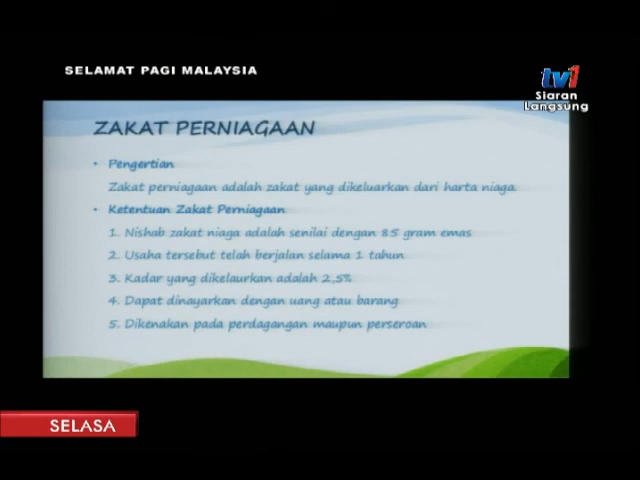 SELAMAT PAGI MALAYSIA
tv1
Siaran
Langsung
ZAKAT PERNIAGAAN
• Pengertian
Zakat perniagaan adalah zakat yang dikeluarkan dari harta niaga.
• Ketentuan Zakat Perniagaan
1. Nishab zakat niaga adalah senilai dengan 85 gram emas
2. Usaha tersebut telah berjalan selama 1 tahun
3. Kadar yang dikelaurkan adalah 2,5%
4. Dapat dinayarkan dengan uang atau barang
5. Dikenakan pada perdagangan maupun perseroan
SELASA